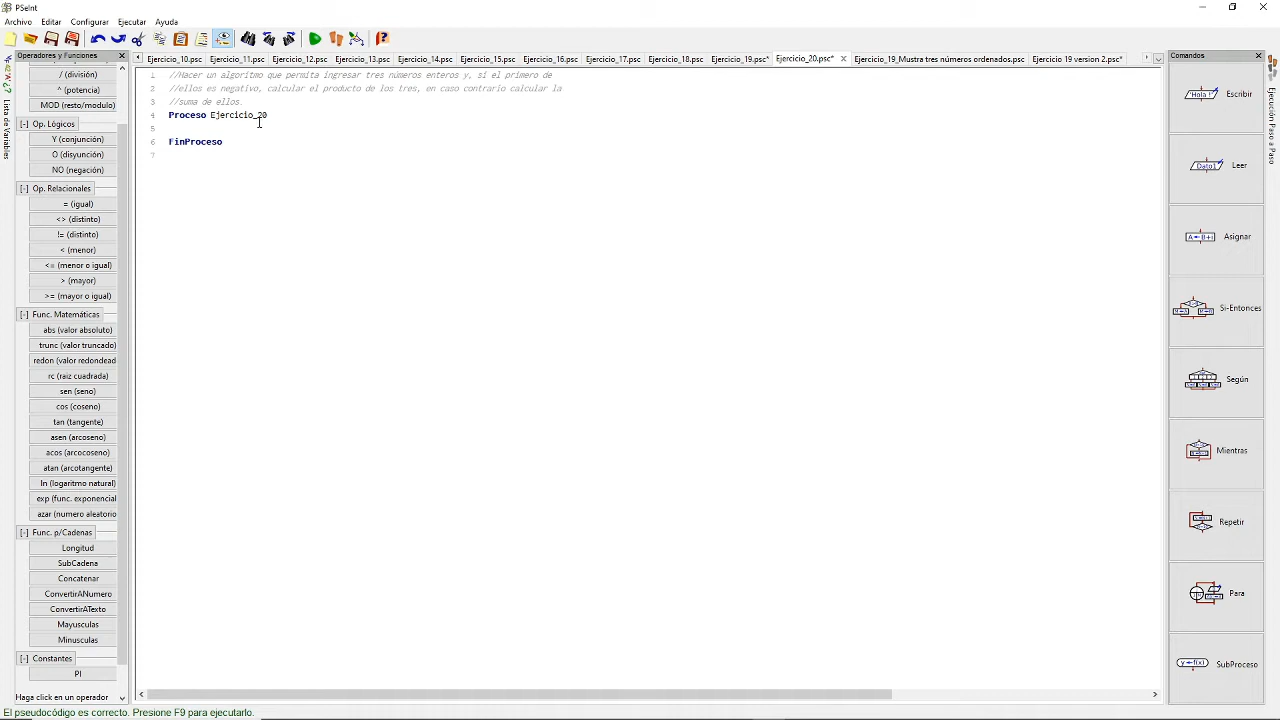 PSeInt
Archivo Editar Configurar Ejecutar Ayuda
Operadores y Funciones
Ejercicio_10.psc Ejercicio_11.psc Ejercicio_12.psc Ejercicio_13.psc Ejercicio_14.psc Ejercicio_15.psc Ejercicio_16.psc Ejercicio_17.psc Ejercicio_18.psc Ejercicio_19.psc* Ejercicio_20.psc* Ejercicio_19_Mustra tres números ordenados.psc Ejercicio 19 version 2.psc*
Comandos
Lista de Variables
/ (división)
^ (potencia)
MOD (resto/modulo)
[-] Op. Lógicos
Y (conjunción)
O (disyunción)
NO (negación)
[-] Op. Relacionales
= (igual)
<> (distinto)
!= (distinto)
< (menor)
<= (menor o igual)
> (mayor)
>= (mayor o igual)
[-] Func. Matemáticas
abs (valor absoluto)
trunc (valor truncado)
redon (valor redondead
rc (raiz cuadrada)
sen (seno)
cos (coseno)
tan (tangente)
asen (arcoseno)
acos (arcocoseno)
atan (arcotangente)
ln (logaritmo natural)
exp (func. exponencial
azar (numero aleatorio
[-] Func. p/Cadenas
Longitud
SubCadena
Concatenar
ConvertirANumero
ConvertirATexto
Mayusculas
Minusculas
[-] Constantes
PI
Haga click en un operador
1 //Hacer un algoritmo que permita ingresar tres números enteros y, si el primero de
2 //ellos es negativo, calcular el producto de los tres, en caso contrario calcular la
3 //suma de ellos.
4 Proceso Ejercicio_20
5
6 FinProceso
7
¡Hola !' Escribir
Dato1 Leer
Asignar
Si-Entonces
Según
Mientras
Repetir
Para
y←f(x) SubProceso
Ejecución Paso a Paso
El pseudocódigo es correcto. Presione F9 para ejecutarlo.